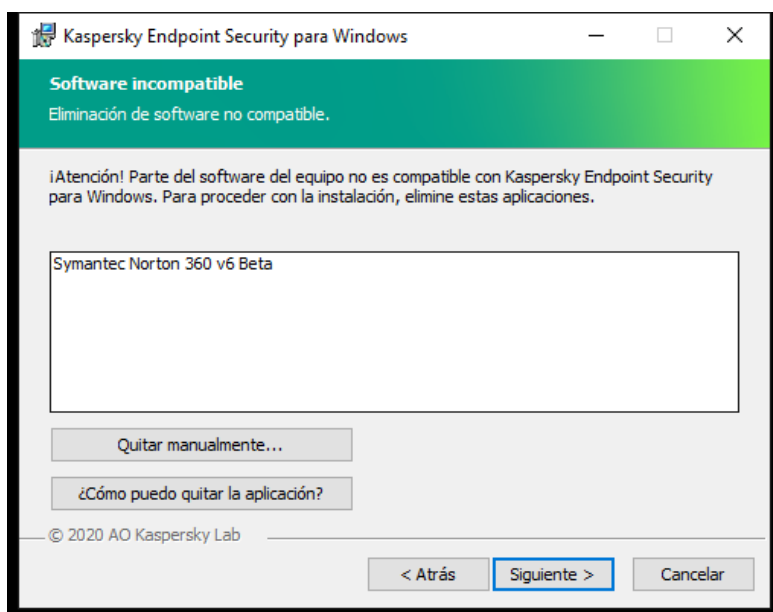 Kaspersky Endpoint Security para Windows
Software incompatible
Eliminación de software no compatible.
¡Atención! Parte del software del equipo no es compatible con Kaspersky Endpoint Security
para Windows. Para proceder con la instalación, elimine estas aplicaciones.
Symantec Norton 360 v6 Beta
Quitar manualmente...
¿Cómo puedo quitar la aplicación?
© 2020 AO Kaspersky Lab
< Atrás
Siguiente >
Cancelar